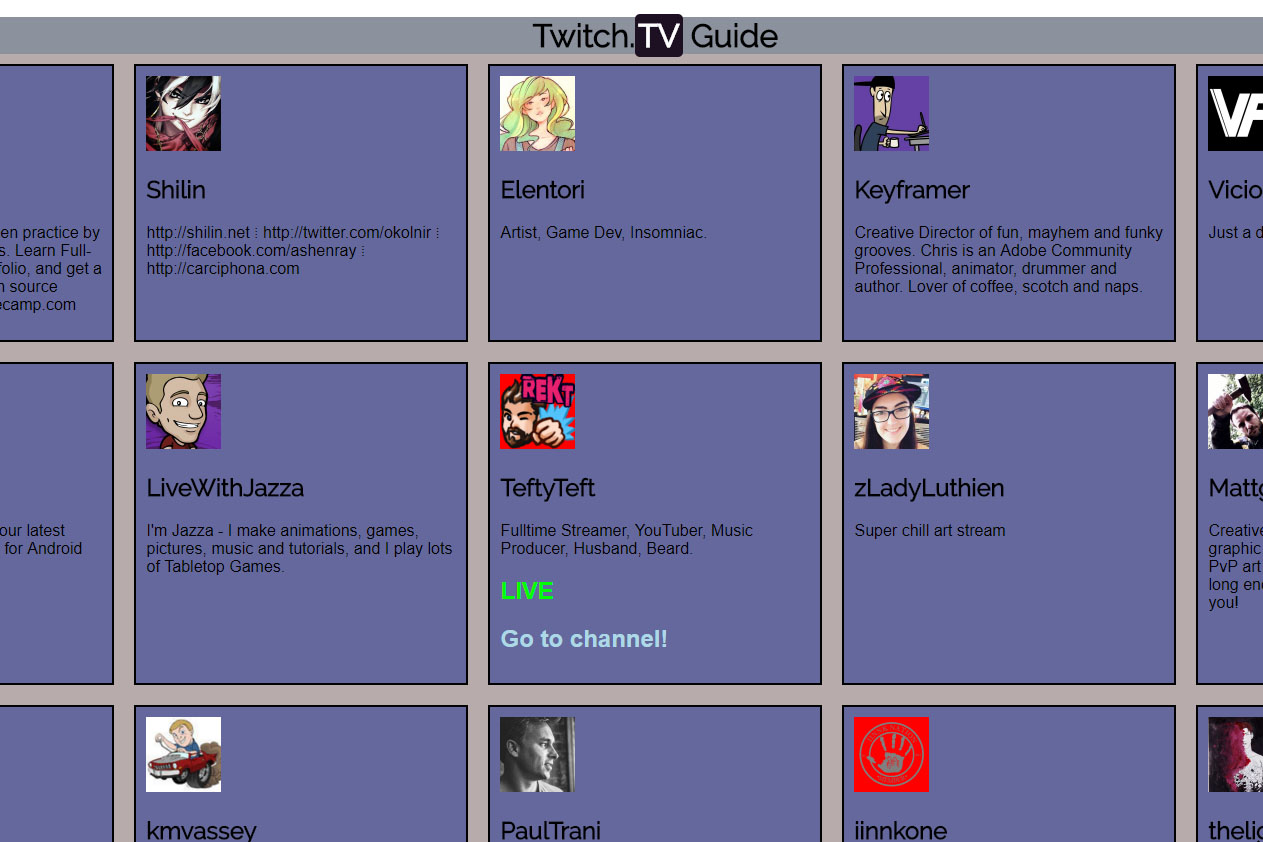 Twitch.TV Guide
Shilin
Elentori
Keyframer
Vicio
en practice by
s. Learn Full-
folio, and get a
n source
ecamp.com
http://shilin.net ⁞ http://twitter.com/okolnir ⁞
http://facebook.com/ashenray ⁞
http://carciphona.com
Artist, Game Dev, Insomniac.
Creative Director of fun, mayhem and funky
grooves. Chris is an Adobe Community
Professional, animator, drummer and
author. Lover of coffee, scotch and naps.
Just a d
REKT
LiveWithJazza
TeftyTeft
zLadyLuthien
Mattg
our latest
for Android
I'm Jazza - I make animations, games,
pictures, music and tutorials, and I play lots
of Tabletop Games.
Fulltime Streamer, YouTuber, Music
Producer, Husband, Beard.
LIVE
Go to channel!
Super chill art stream
Creative
graphic
PvP art
long en
you!
kmvassey
PaulTrani
iinnkone
thelig